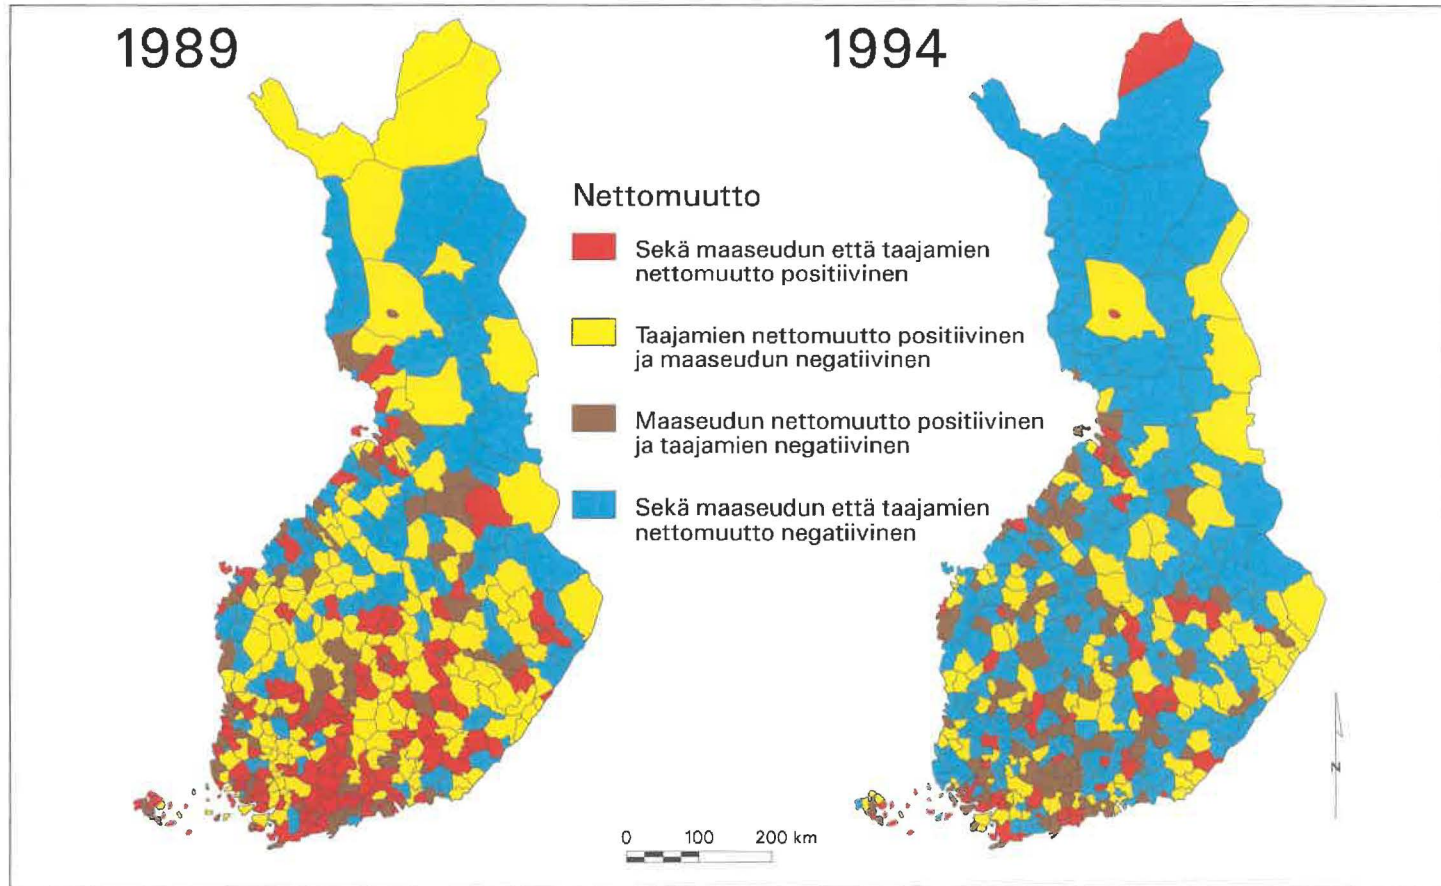 1989
1994
Nettomuutto
Sekä maaseudun että taajamien
nettomuutto positiivinen
Taajamien nettomuutto positiivinen
ja maaseudun negatiivinen
Maaseudun nettomuutto positiivinen
ja taajamien negatiivinen
Sekä maaseudun että taajamien
nettomuutto negatiivinen
N
0 100 200 km